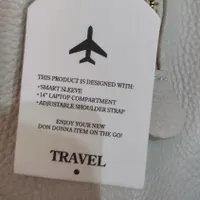 THIS PRODUCT IS DESIGNED WITH:
• SMART SLEEVE
• 14" LAPTOP COMPARTMENT
• ADJUSTABLE SHOULDER STRAP
ENJOY YOUR NEW
DON DONNA ITEM ON THE GO!
TRAVEL